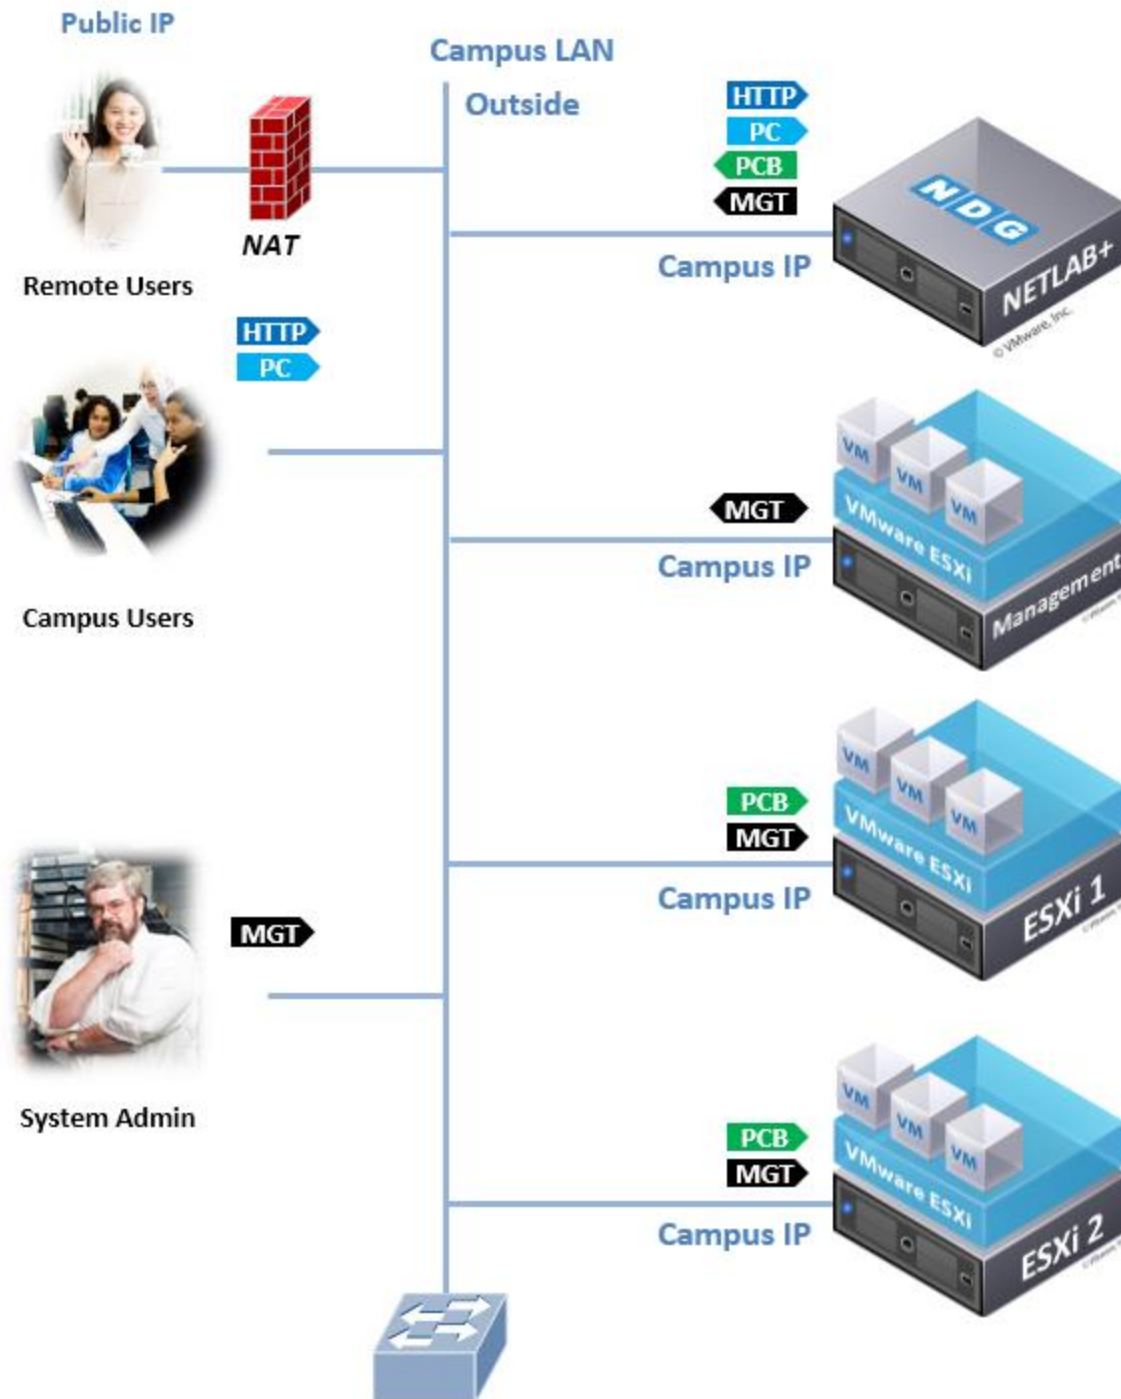 Public IP
Campus LAN
Outside
HTTP
PC
PCB
MGT
NDG
NETLAB+
© VMware, Inc.
NAT
Campus IP
Remote Users
HTTP
PC
VM
VM
VM
MGT
VMware ESXi
Campus IP
Management
Campus Users
VM
VM
VM
PCB
MGT
VMware ESXi
Campus IP
ESXi 1
MGT
System Admin
VM
VM
VM
PCB
MGT
VMware ESXi
Campus IP
ESXi 2